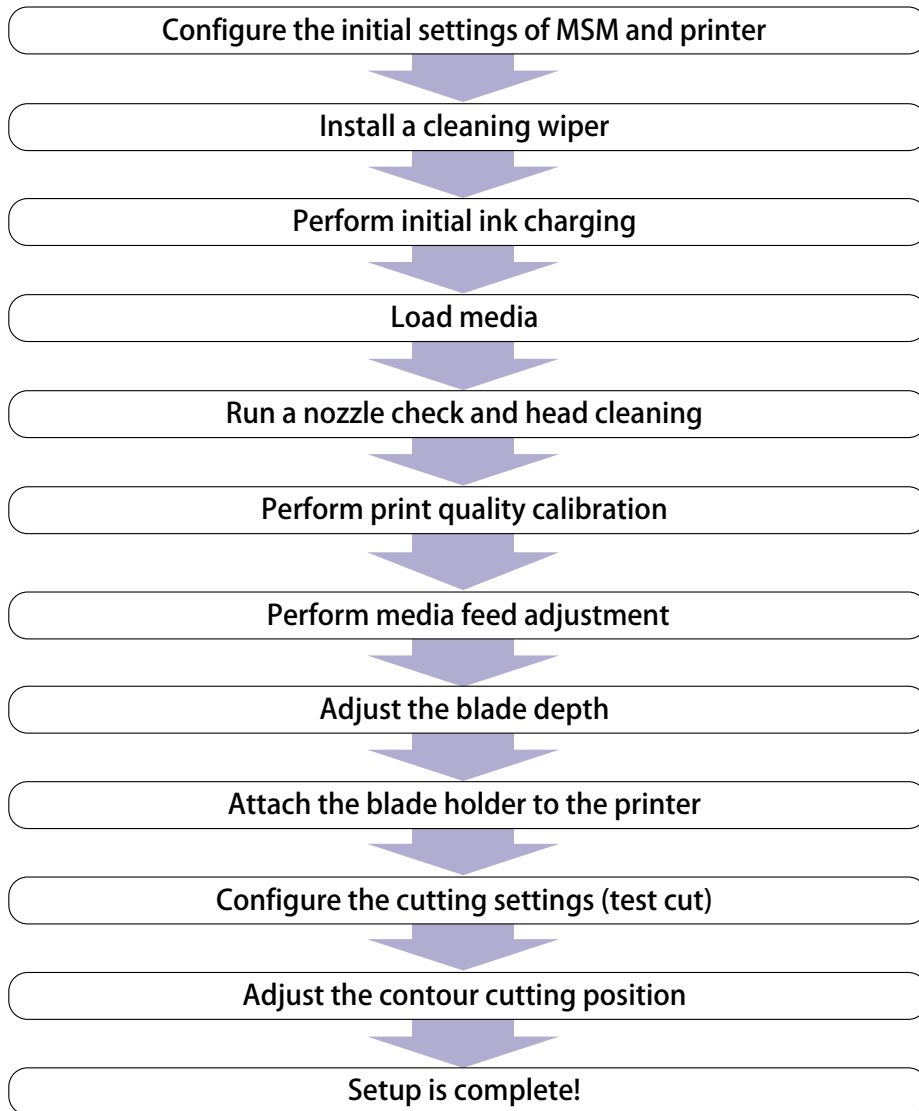 Configure the initial settings of MSM and printer
Install a cleaning wiper
Perform initial ink charging
Load media
Run a nozzle check and head cleaning
Perform print quality calibration
Perform media feed adjustment
Adjust the blade depth
Attach the blade holder to the printer
Configure the cutting settings (test cut)
Adjust the contour cutting position
Setup is complete!